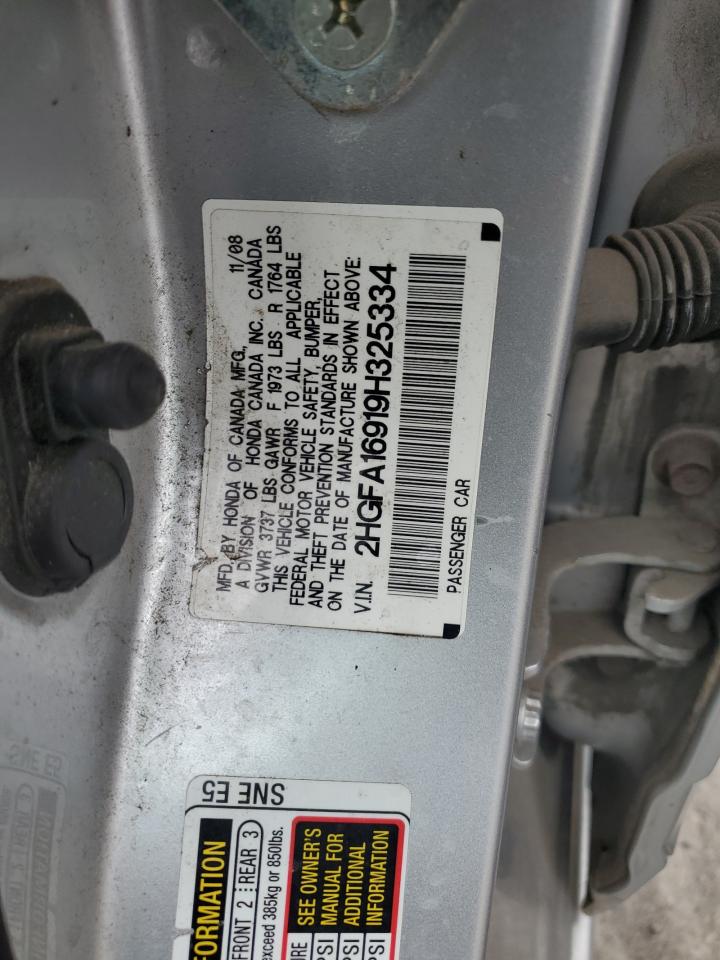 MFD. BY HONDA OF CANADA MFG., 11/08
A DIVISION OF HONDA CANADA INC. CANADA
GVWR 3737 LBS GAWR F 1973 LBS R 1764 LBS
THIS VEHICLE CONFORMS TO ALL APPLICABLE
FEDERAL MOTOR VEHICLE SAFETY, BUMPER,
AND THEFT PREVENTION STANDARDS IN EFFECT
ON THE DATE OF MANUFACTURE SHOWN ABOVE:
V.I.N. 2HGFA16919H325334
PASSENGER CAR
SNE E5
FORMATION
FRONT 2 REAR 3
exceed 385kg or 850lbs.
SEE OWNER'S
MANUAL FOR
ADDITIONAL
INFORMATION
URE
PSI
PSI
PSI